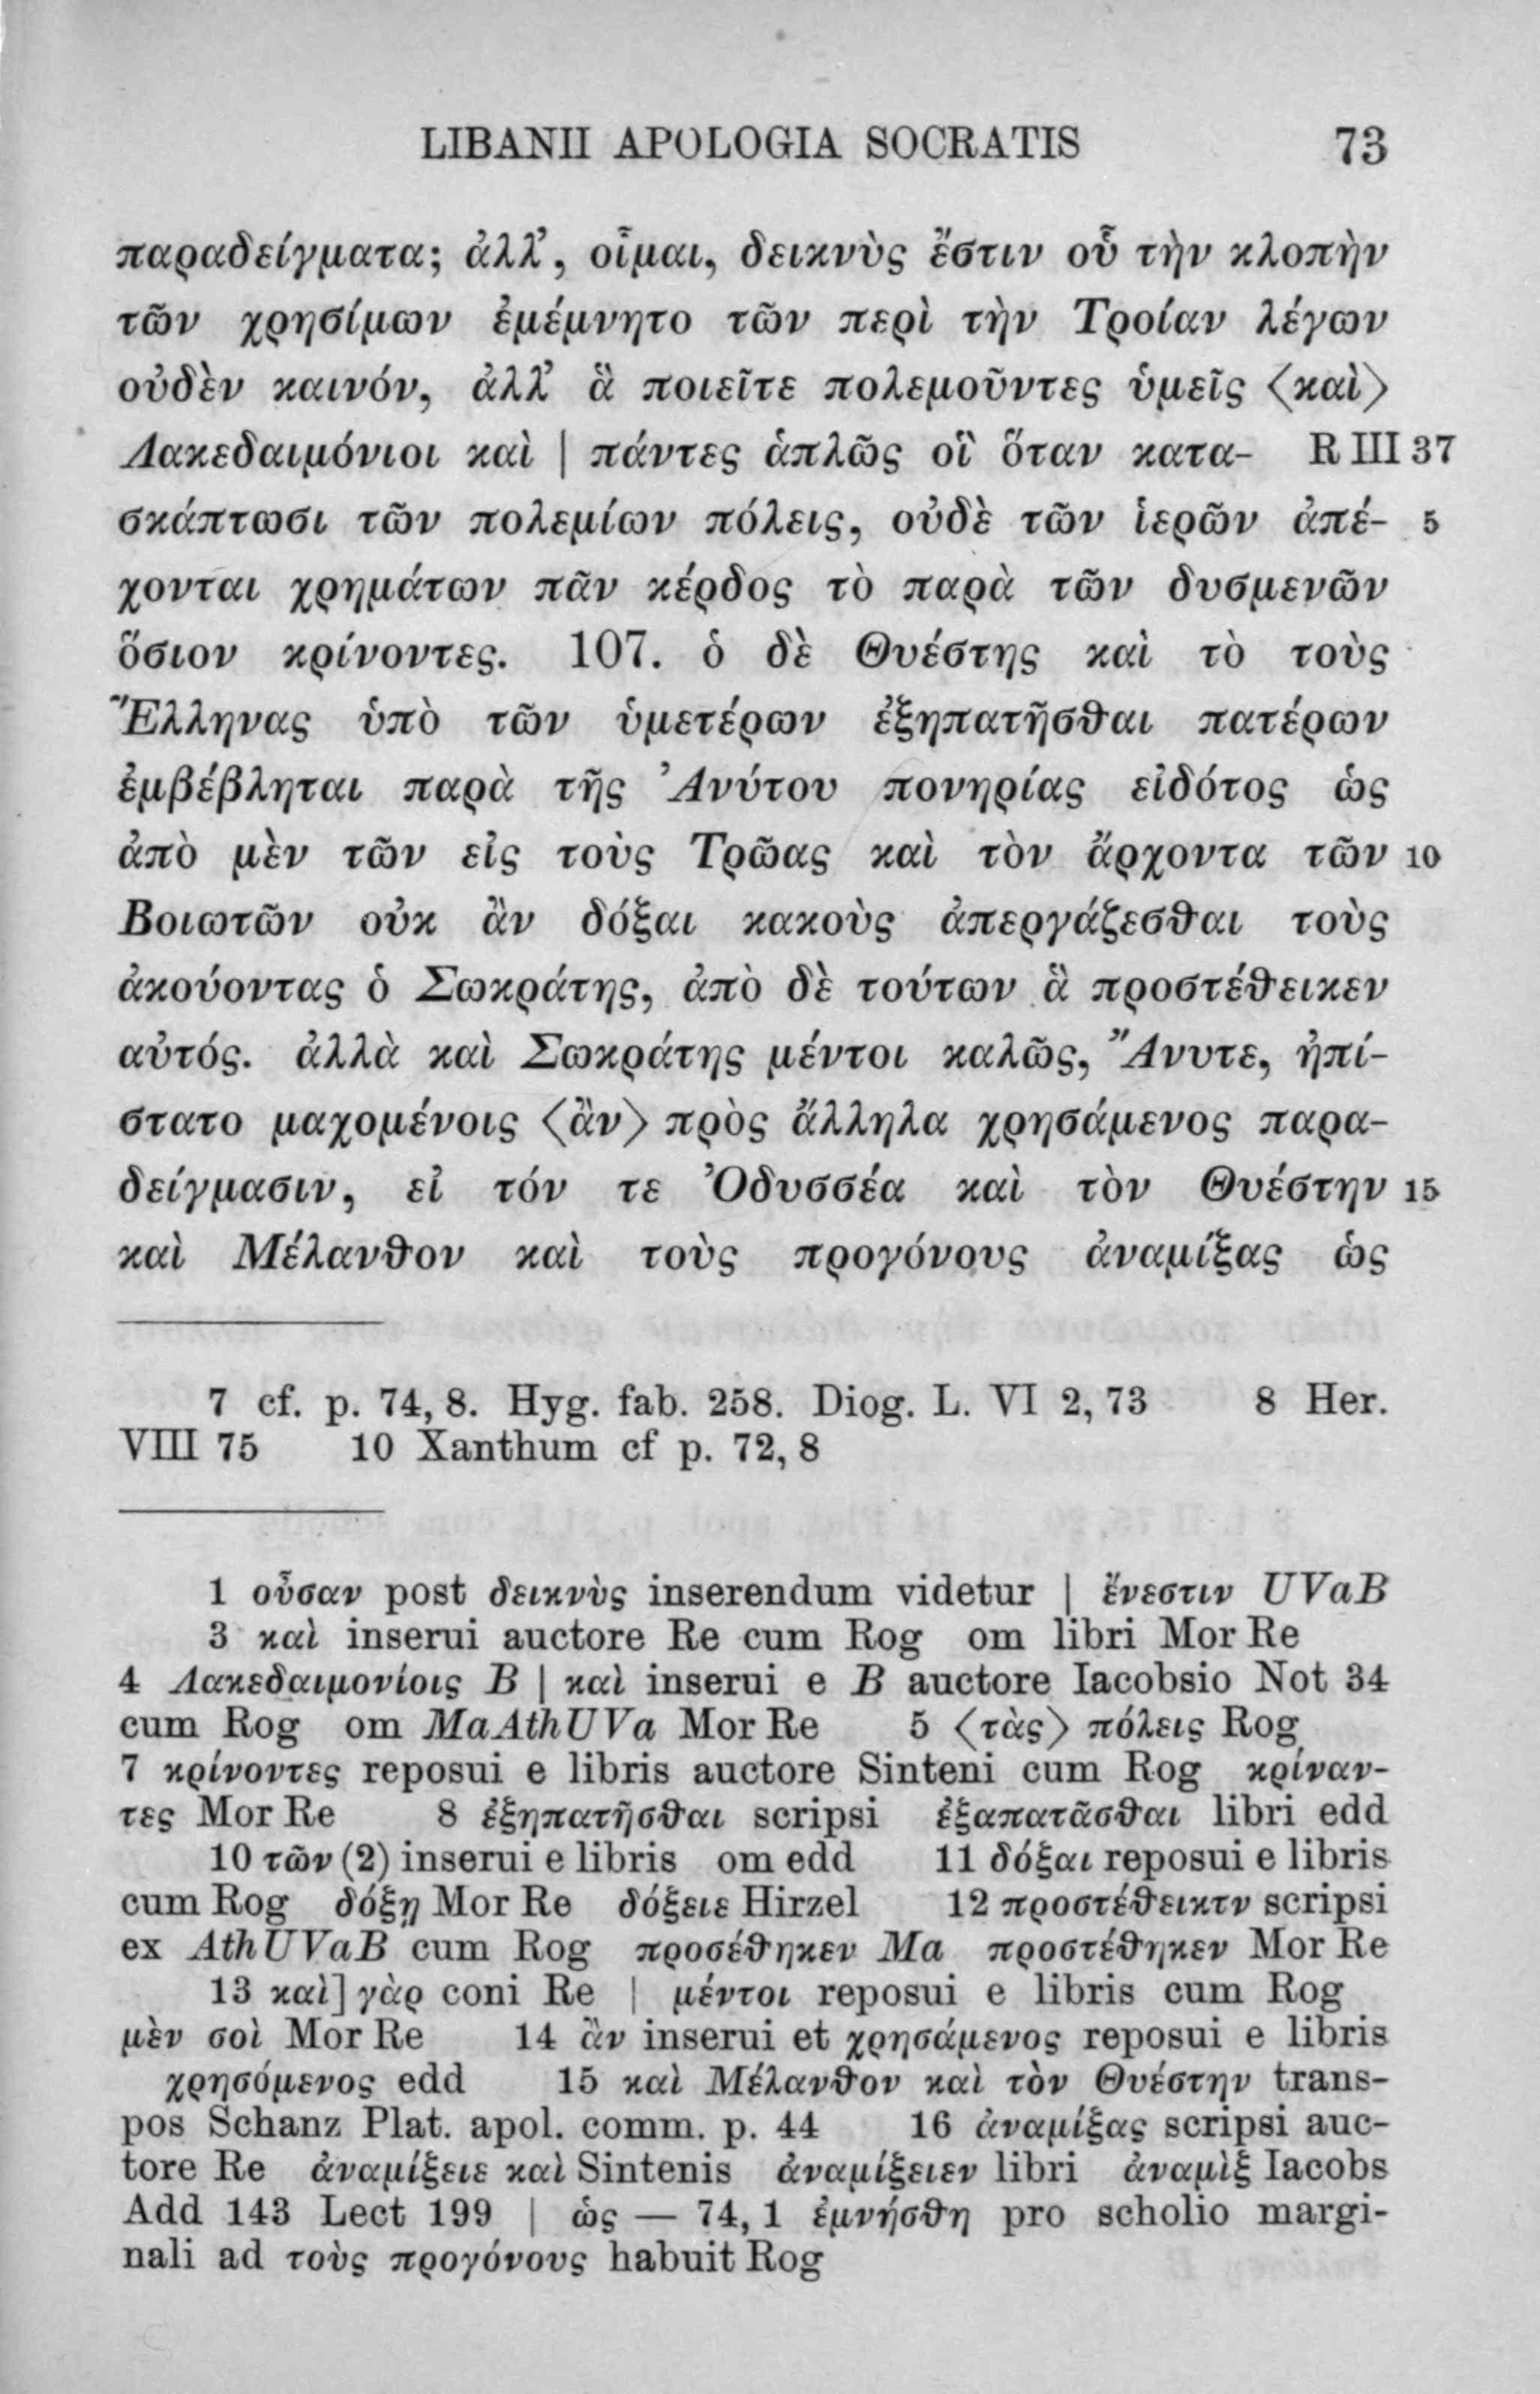 LIBANII APOLOGIA SOCRATIS 73
παραδείγματα; ἀλλ’, οἶμαι, δεικνὺς ἔστιν οὗ τὴν κλοπὴν
τῶν χρησίμων ἐμέμνητο τῶν περὶ τὴν Τροίαν λέγων
οὐδὲν καινόν, ἀλλ’ ἃ ποιεῖτε πολεμοῦντες ὑμεῖς ⟨καὶ⟩
Λακεδαιμόνιοι καὶ | πάντες ἁπλῶς οἳ ὅταν κατα- R III 37
σκάπτωσι τῶν πολεμίων πόλεις, οὐδὲ τῶν ἱερῶν ἀπέ- 5
χονται χρημάτων πᾶν κέρδος τὸ παρὰ τῶν δυσμενῶν
ὅσιον κρίνοντες. 107. ὁ δὲ Θυέστης καὶ τὸ τοὺς
Ἕλληνας ὑπὸ τῶν ὑμετέρων ἐξηπατῆσθαι πατέρων
ἐμβέβληται παρὰ τῆς Ἀνύτου πονηρίας εἰδότος ὡς
ἀπὸ μὲν τῶν εἰς τοὺς Τρῶας καὶ τὸν ἄρχοντα τῶν 10
Βοιωτῶν οὐκ ἂν δόξαι κακοὺς ἀπεργάζεσθαι τοὺς
ἀκούοντας ὁ Σωκράτης, ἀπὸ δὲ τούτων ἃ προστέθεικεν
αὐτός. ἀλλὰ καὶ Σωκράτης μέντοι καλῶς, Ἄνυτε, ἠπί-
στατο μαχομένοις ⟨ἂν⟩ πρὸς ἄλληλα χρησάμενος παρα-
δείγμασιν, εἰ τόν τε Ὀδυσσέα καὶ τὸν Θυέστην 15
καὶ Μέλανθον καὶ τοὺς προγόνους ἀναμίξας ὡς
7 cf. p. 74, 8. Hyg. fab. 258. Diog. L. VI 2, 73 8 Her.
VIII 75 10 Xanthum cf p. 72, 8
1 οὖσαν post δεικνὺς inserendum videtur | ἔνεστιν UVaB
3 καὶ inserui auctore Re cum Rog om libri Mor Re
4 Λακεδαιμονίοις B | καὶ inserui e B auctore Iacobsio Not 34
cum Rog om MaAthUVa Mor Re 5 ⟨τὰς⟩ πόλεις Rog
7 κρίνοντες reposui e libris auctore Sinteni cum Rog κρίναν-
τες Mor Re 8 ἐξηπατῆσθαι scripsi ἐξαπατᾶσθαι libri edd
10 τῶν (2) inserui e libris om edd 11 δόξαι reposui e libris
cum Rog δόξῃ Mor Re δόξειε Hirzel 12 προστέθεικτν scripsi
ex AthUVaB cum Rog προσέθηκεν Ma προστέθηκεν Mor Re
13 καὶ] γὰρ coni Re | μέντοι reposui e libris cum Rog
μὲν σοὶ Mor Re 14 ἂν inserui et χρησάμενος reposui e libris
χρησόμενος edd 15 καὶ Μέλανθον καὶ τὸν Θυέστην trans-
pos Schanz Plat. apol. comm. p. 44 16 ἀναμίξας scripsi auc-
tore Re ἀναμίξειε καὶ Sintenis ἀναμίξειεν libri ἀναμὶξ Iacobs
Add 143 Lect 199 | ὡς — 74, 1 ἐμνήσθη pro scholio margi-
nali ad τοὺς προγόνους habuit Rog